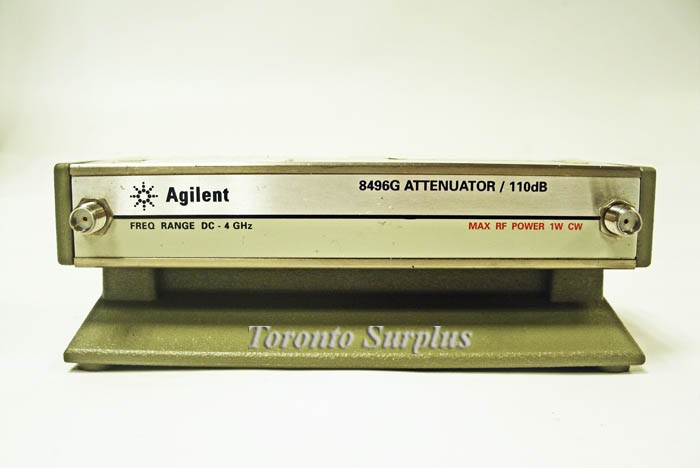 Agilent
8496G ATTENUATOR / 110dB
FREQ RANGE DC - 4 GHz
MAX RF POWER 1W CW
Toronto Surplus